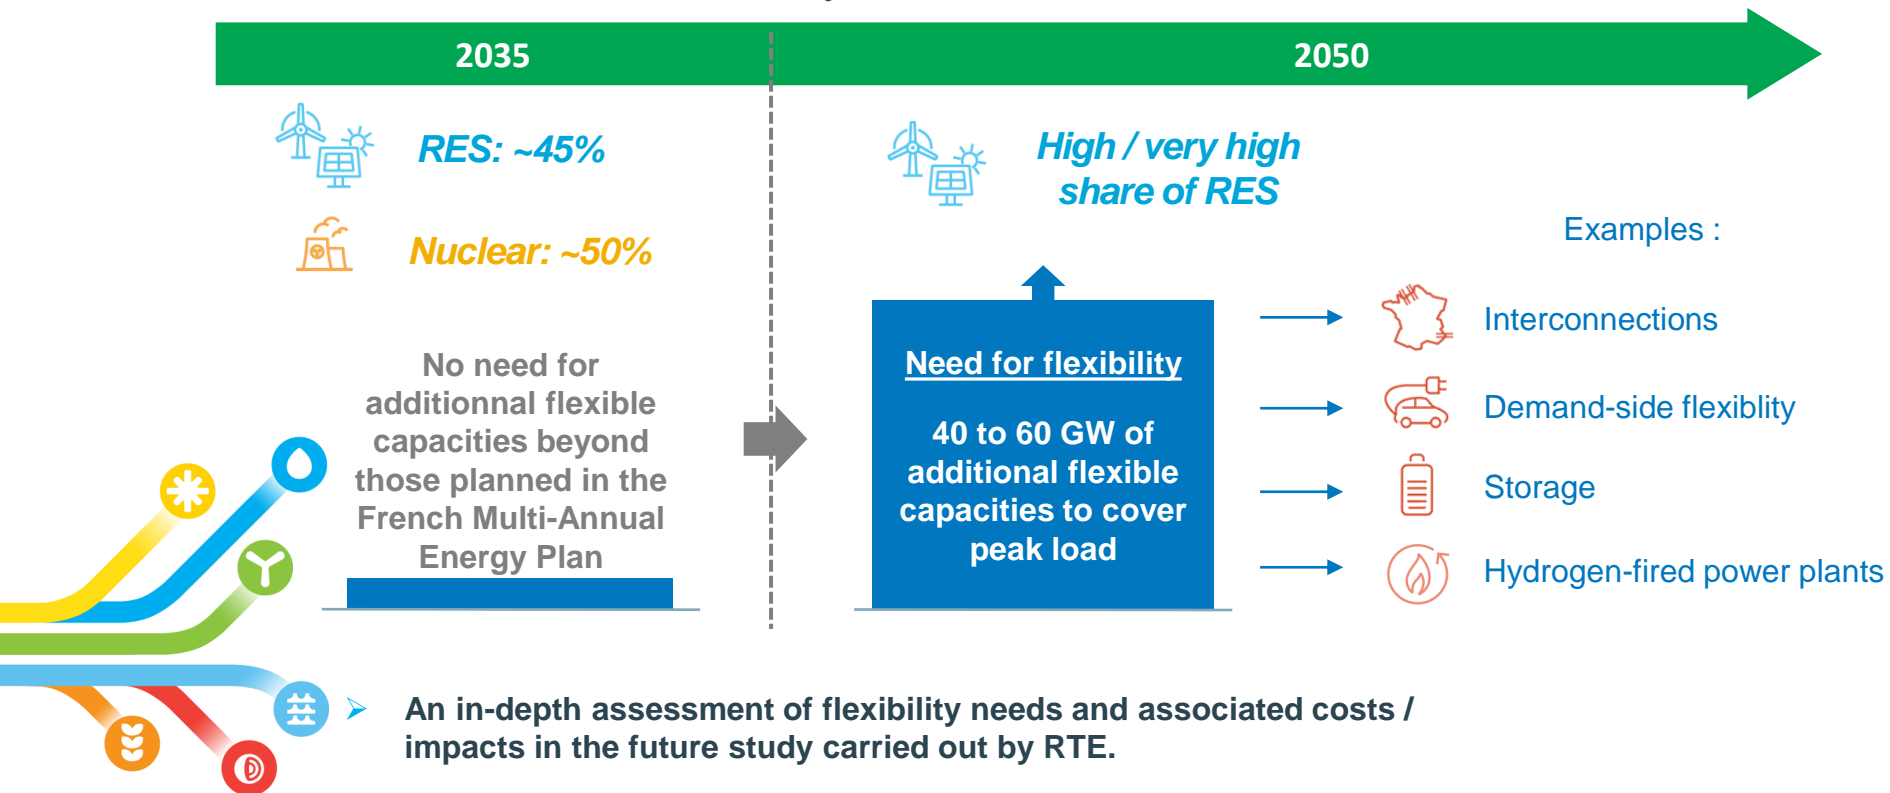 2035
2050
RES: ~45%
Nuclear: ~50%
No need for
additionnal flexible
capacities beyond
those planned in the
French Multi-Annual
Energy Plan
High / very high
share of RES
Need for flexibility
40 to 60 GW of
additional flexible
capacities to cover
peak load
Examples :
Interconnections
Demand-side flexiblity
Storage
Hydrogen-fired power plants
An in-depth assessment of flexibility needs and associated costs /
impacts in the future study carried out by RTE.